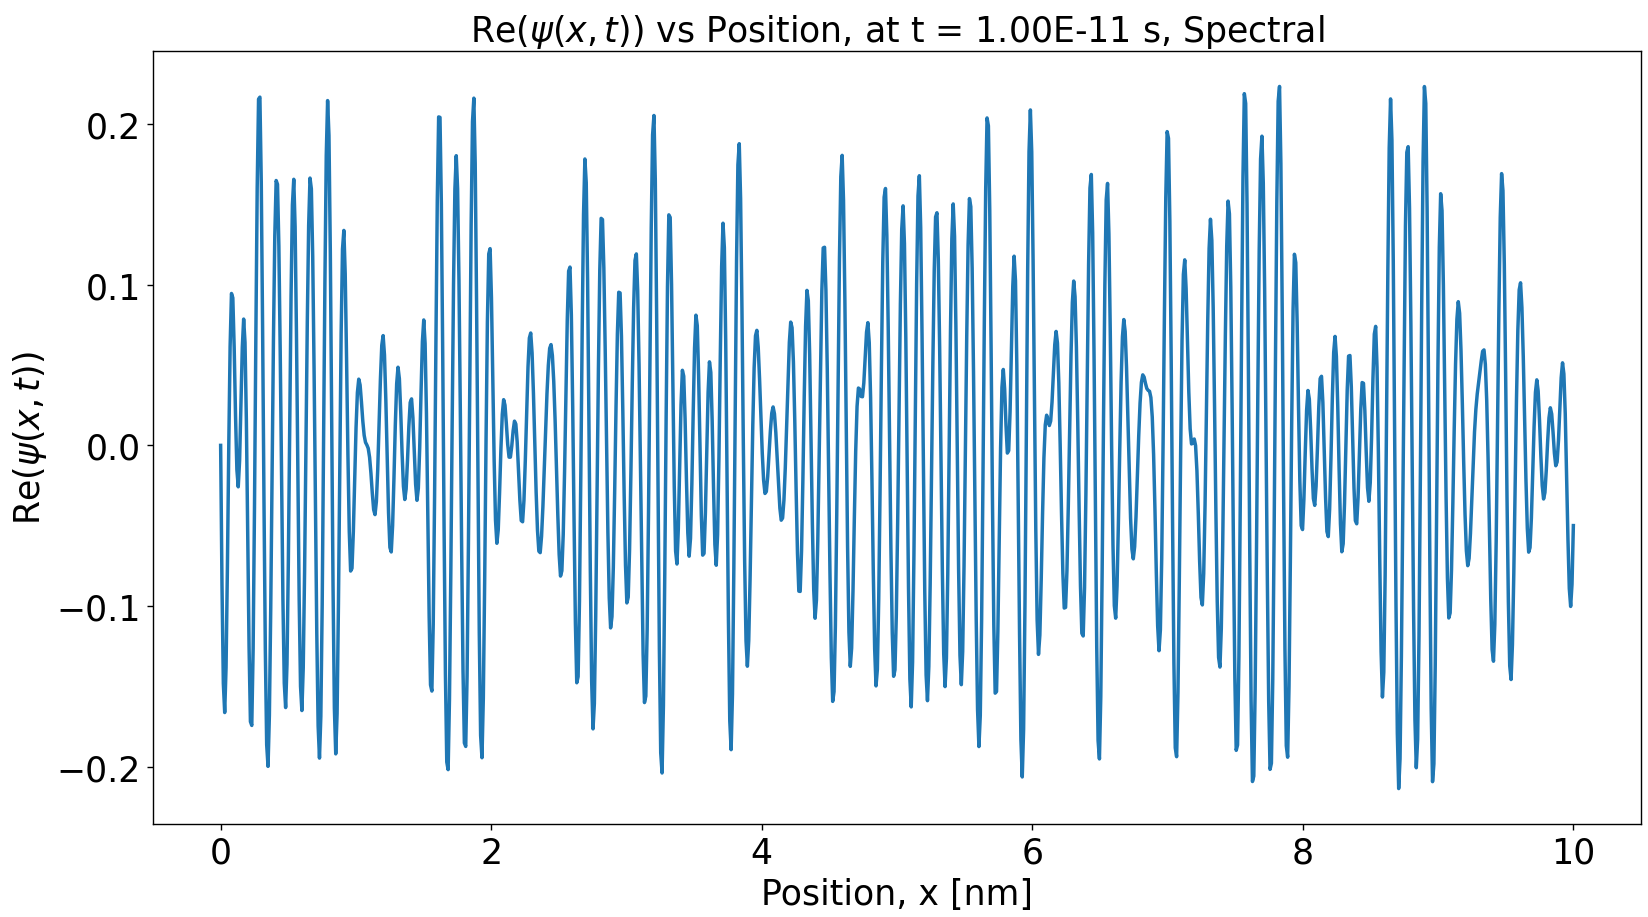 Re(ψ(x, t)) vs Position, at t = 1.00E-11 s, Spectral
Re(ψ(x, t))
0.2
0.1
0.0
−0.1
−0.2
0 2 4 6 8 10
Position, x [nm]